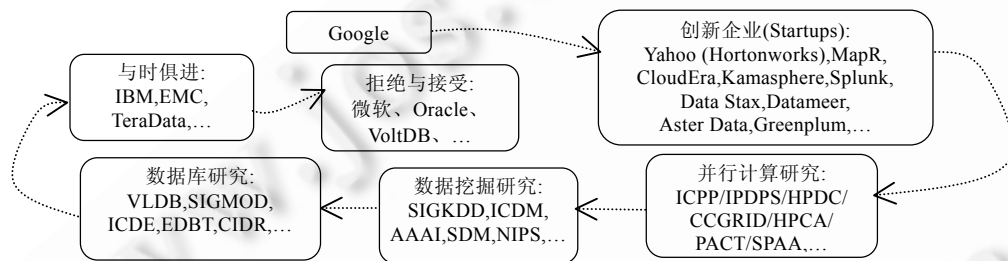 Google
创新企业(Startups):
Yahoo (Hortonworks),MapR,
CloudEra,Kamasphere,Splunk,
Data Stax,Datameer,
Aster Data,Greenplum,…
与时俱进:
IBM,EMC,
TeraData,…
拒绝与接受:
微软、Oracle、
VoltDB、…
数据库研究:
VLDB,SIGMOD,
ICDE,EDBT,CIDR,…
数据挖掘研究:
SIGKDD,ICDM,
AAAI,SDM,NIPS,…
并行计算研究:
ICPP/IPDPS/HPDC/
CCGRID/HPCA/
PACT/SPAA,…
www.jos.